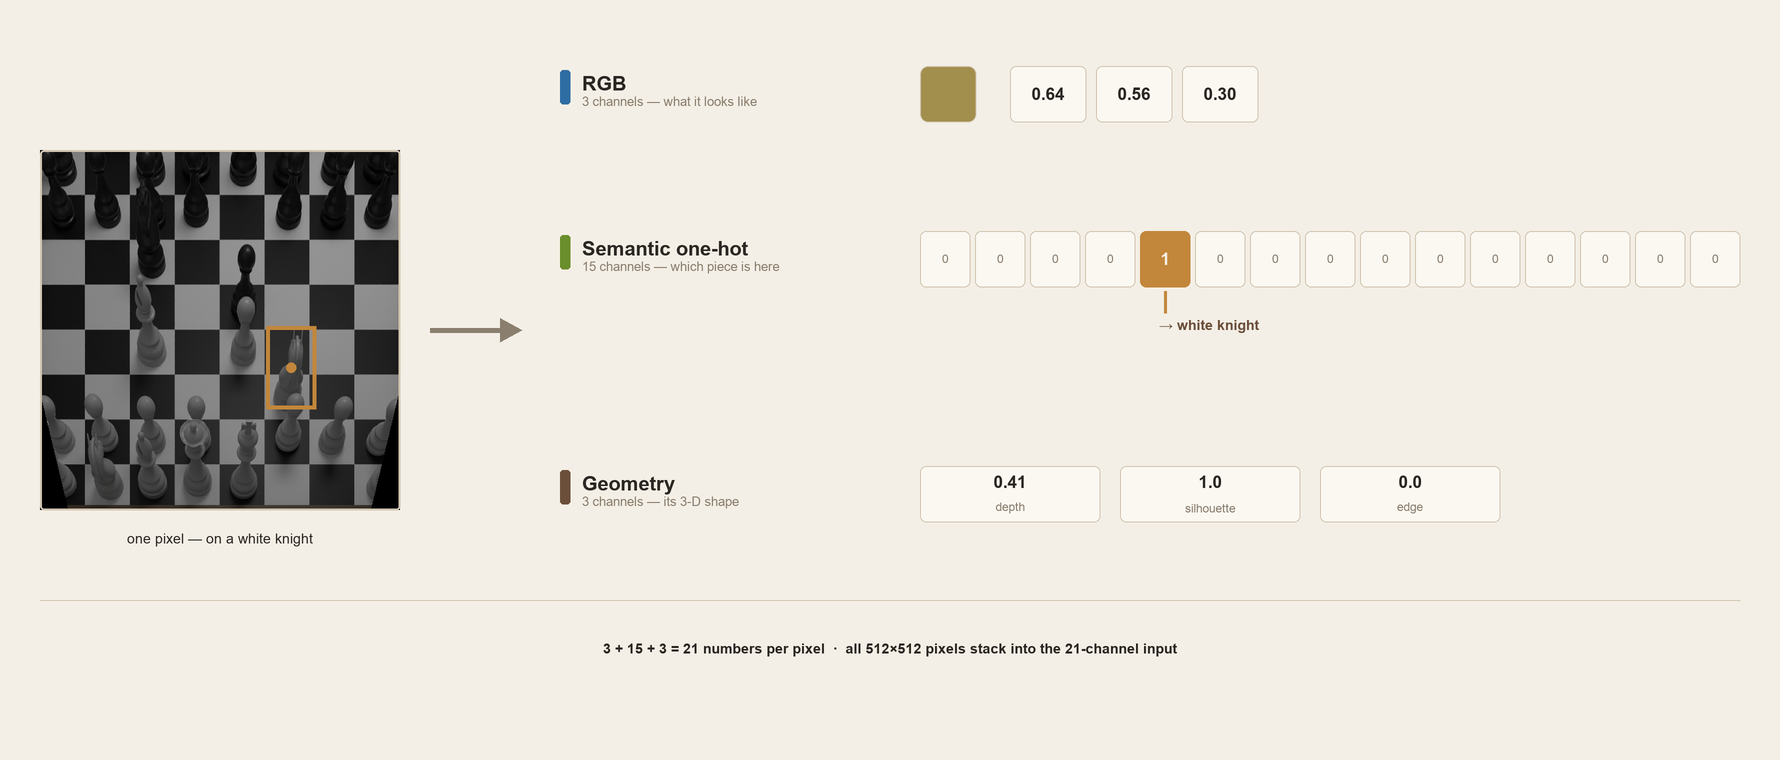 RGB
3 channels — what it looks like
0.64 0.56 0.30
Semantic one-hot
15 channels — which piece is here
0 0 0 0 1 0 0 0 0 0 0 0 0 0 0
→ white knight
Geometry
3 channels — its 3-D shape
0.41 1.0 0.0
depth silhouette edge
one pixel — on a white knight
3 + 15 + 3 = 21 numbers per pixel · all 512×512 pixels stack into the 21-channel input